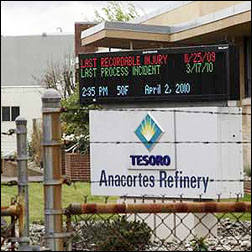 LAST RECORDABLE INJURY 11/25/09
LAST PROCESS INCIDENT 3/17/10
2:35 PM 50F April 2, 2010
TESORO
Anacortes Refinery